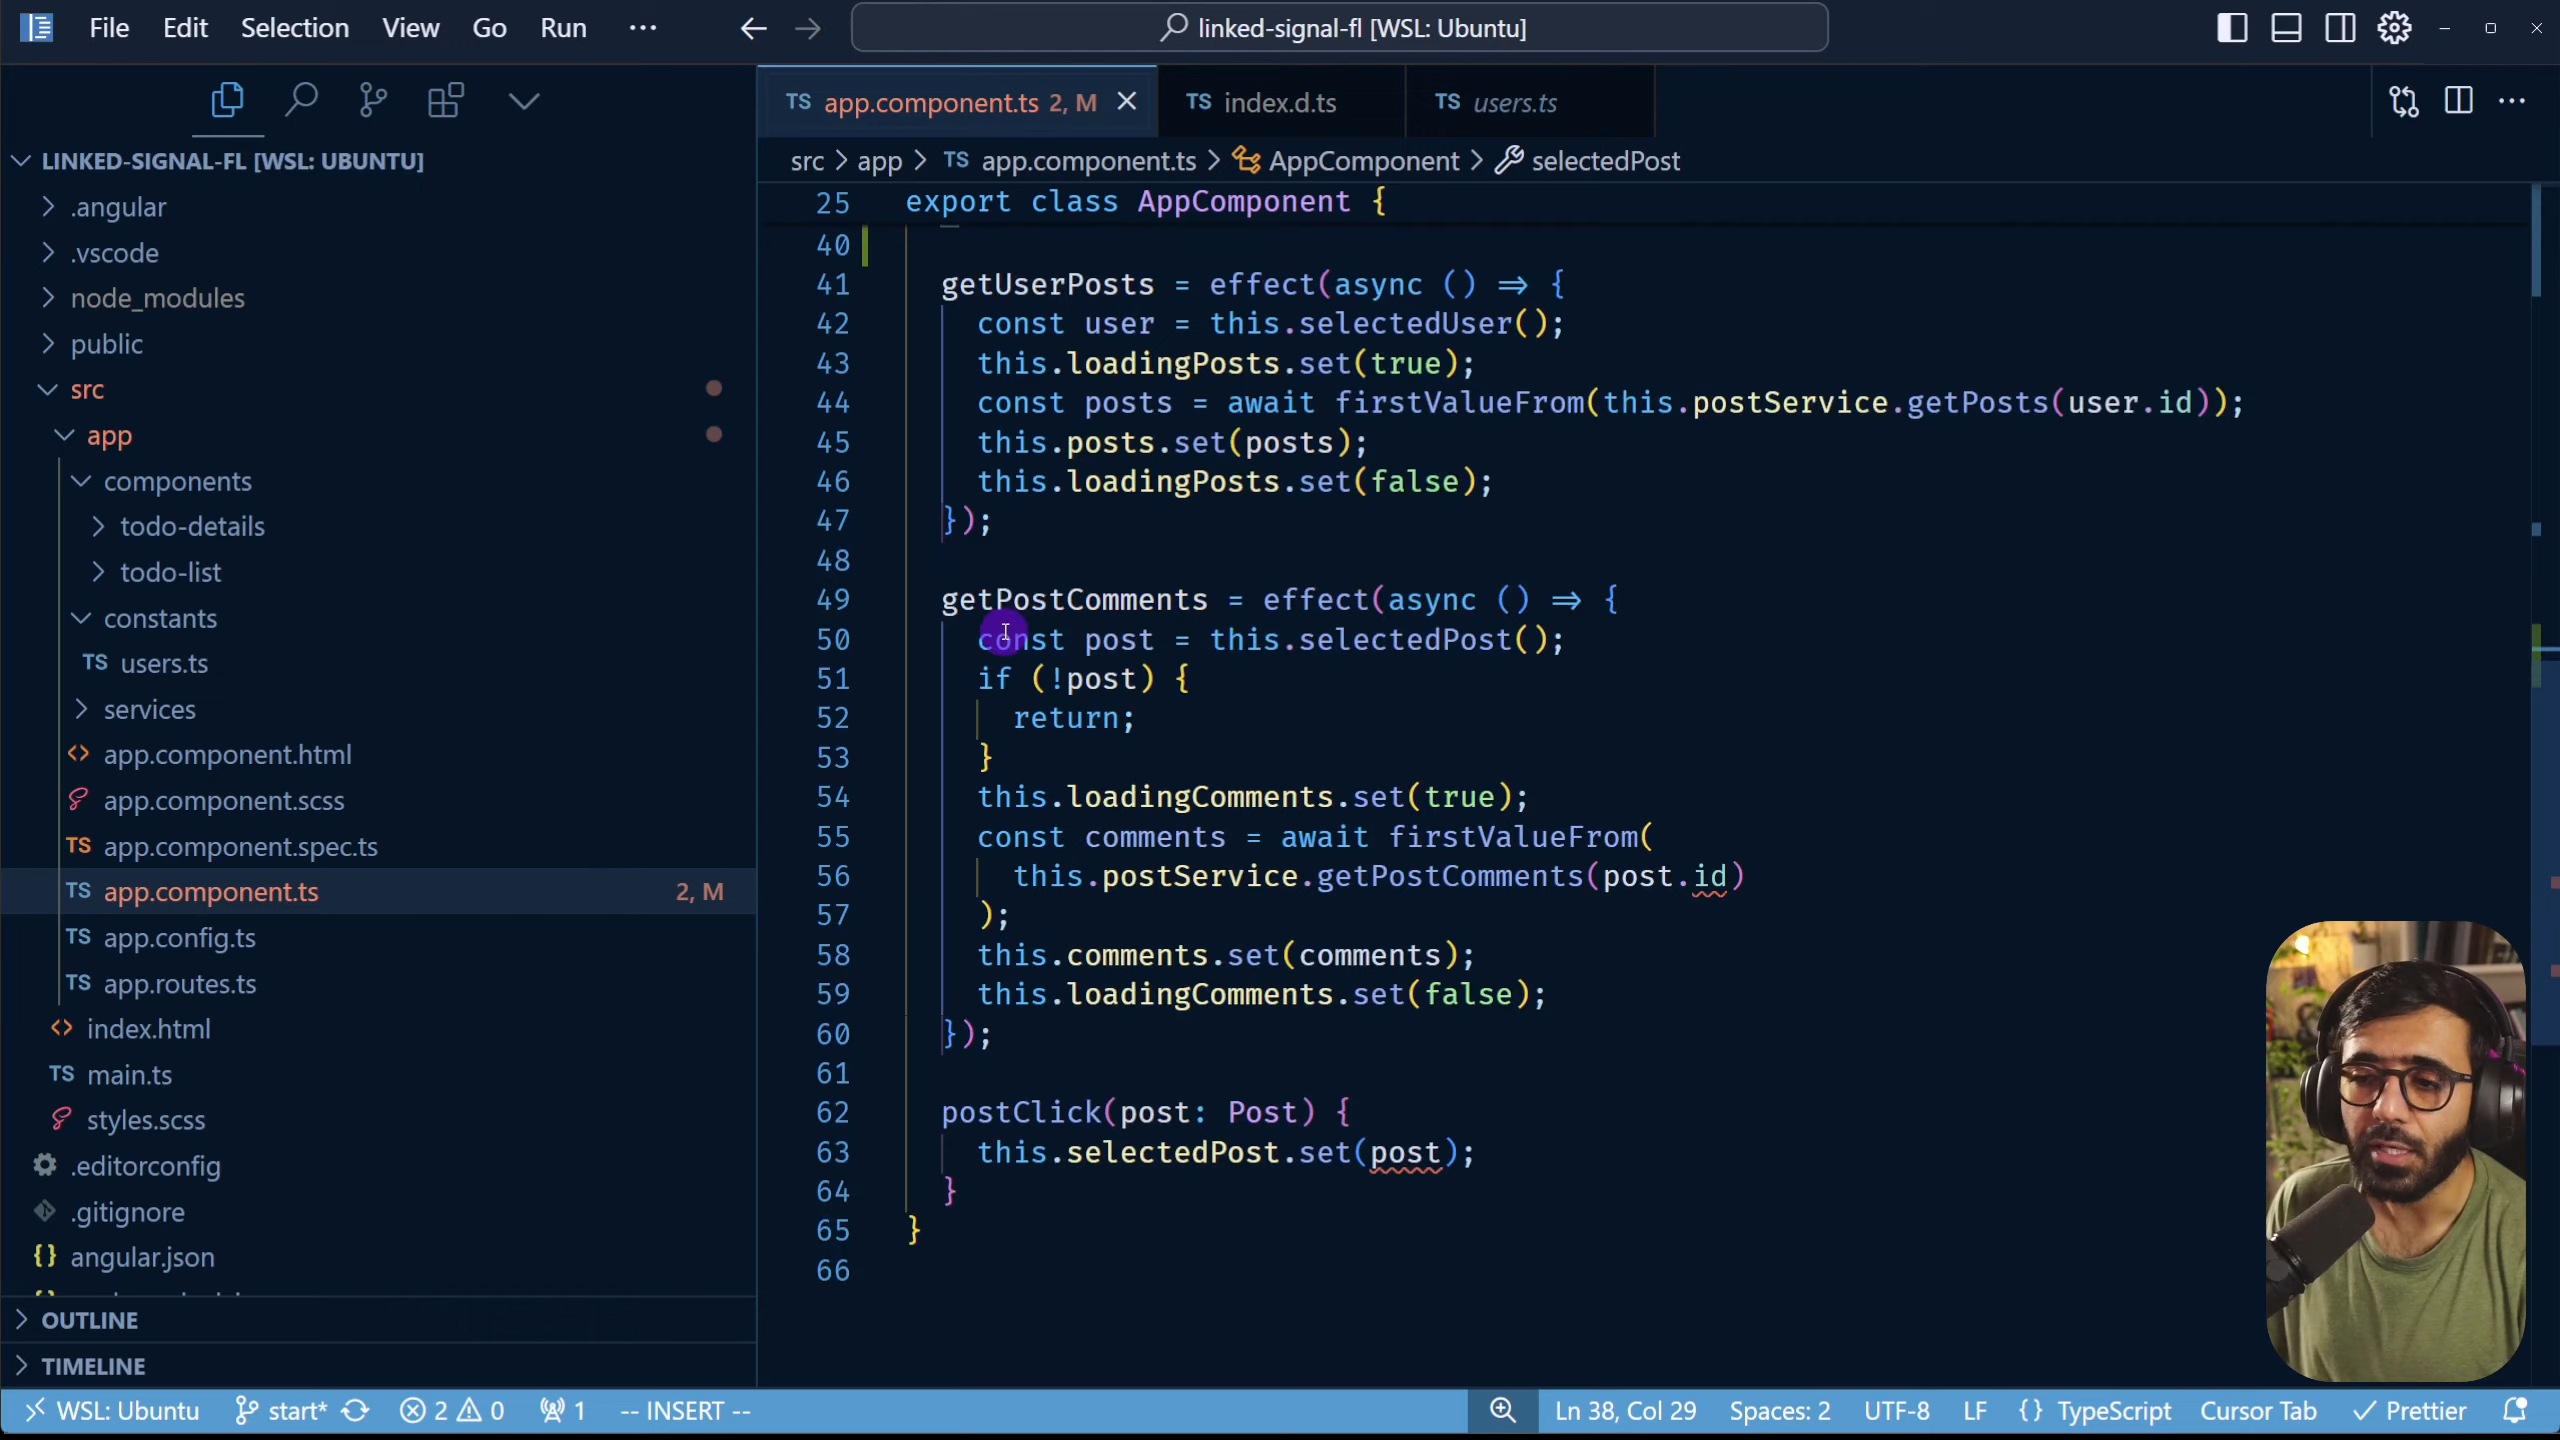 File Edit Selection View Go Run ··· linked-signal-fl [WSL: Ubuntu]
LINKED-SIGNAL-FL [WSL: UBUNTU]
.angular
.vscode
node_modules
public
src
app
components
todo-details
todo-list
constants
TS users.ts
services
<> app.component.html
app.component.scss
TS app.component.spec.ts
TS app.component.ts 2, M
TS app.config.ts
TS app.routes.ts
<> index.html
TS main.ts
styles.scss
.editorconfig
.gitignore
{} angular.json
OUTLINE
TIMELINE
TS app.component.ts 2, M TS index.d.ts TS users.ts
src > app > TS app.component.ts > AppComponent > selectedPost
25 export class AppComponent {
40
41 getUserPosts = effect(async () => {
42 const user = this.selectedUser();
43 this.loadingPosts.set(true);
44 const posts = await firstValueFrom(this.postService.getPosts(user.id));
45 this.posts.set(posts);
46 this.loadingPosts.set(false);
47 });
48
49 getPostComments = effect(async () => {
50 const post = this.selectedPost();
51 if (!post) {
52 return;
53 }
54 this.loadingComments.set(true);
55 const comments = await firstValueFrom(
56 this.postService.getPostComments(post.id)
57 );
58 this.comments.set(comments);
59 this.loadingComments.set(false);
60 });
61
62 postClick(post: Post) {
63 this.selectedPost.set(post);
64 }
65 }
66
WSL: Ubuntu start* 2 0 1 -- INSERT -- Ln 38, Col 29 Spaces: 2 UTF-8 LF {} TypeScript Cursor Tab Prettier